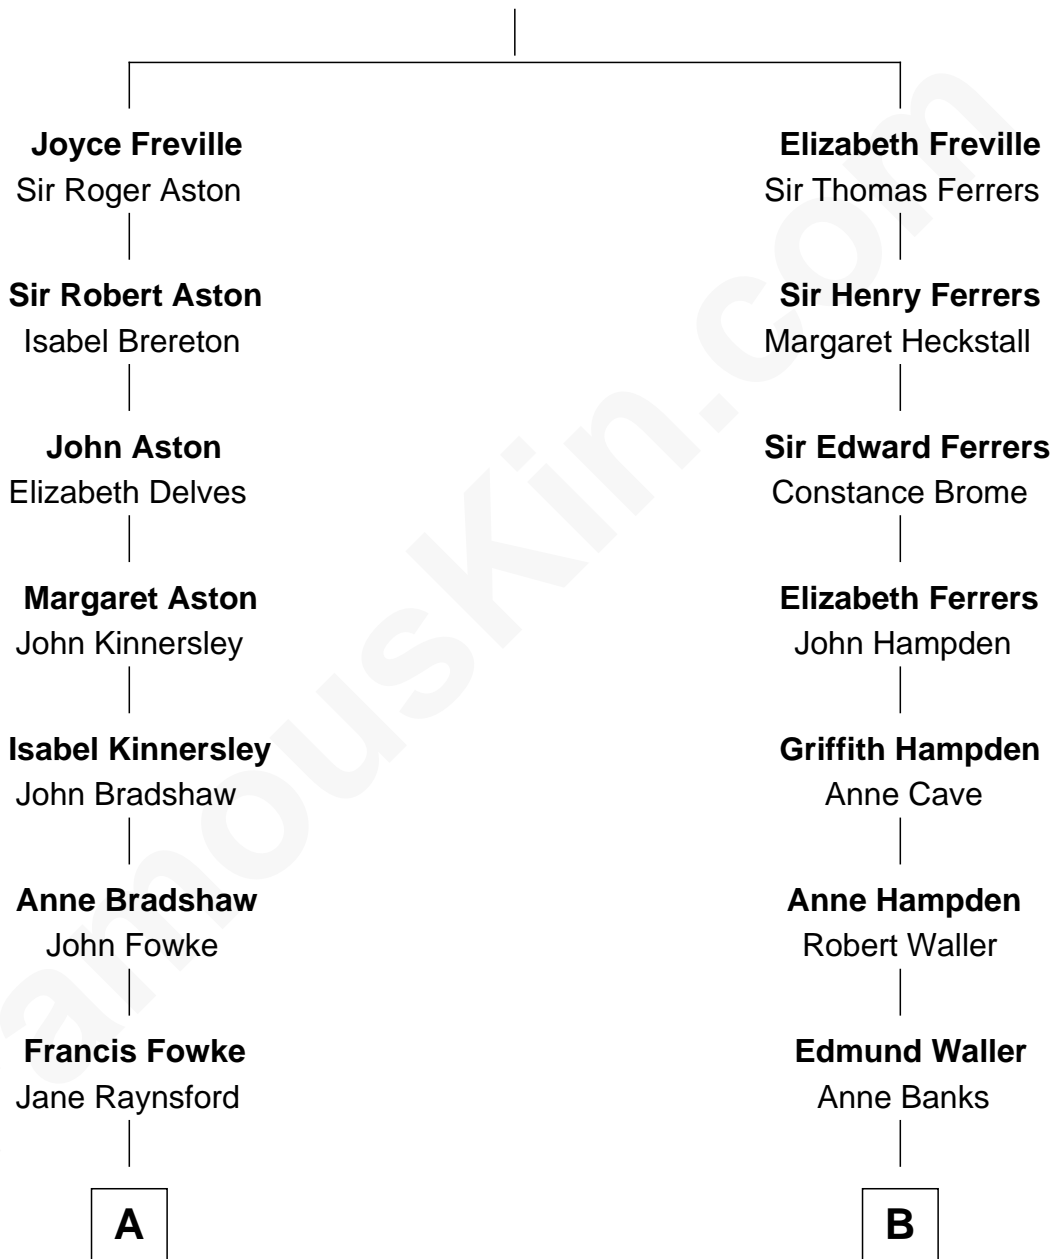 Joyce Freville
Sir Roger Aston
Sir Robert Aston
Isabel Brereton
John Aston
Elizabeth Delves
Margaret Aston
John Kinnersley
Isabel Kinnersley
John Bradshaw
Anne Bradshaw
John Fowke
Francis Fowke
Jane Raynsford
A
Elizabeth Freville
Sir Thomas Ferrers
Sir Henry Ferrers
Margaret Heckstall
Sir Edward Ferrers
Constance Brome
Elizabeth Ferrers
John Hampden
Griffith Hampden
Anne Cave
Anne Hampden
Robert Waller
Edmund Waller
Anne Banks
B
amousKin.com